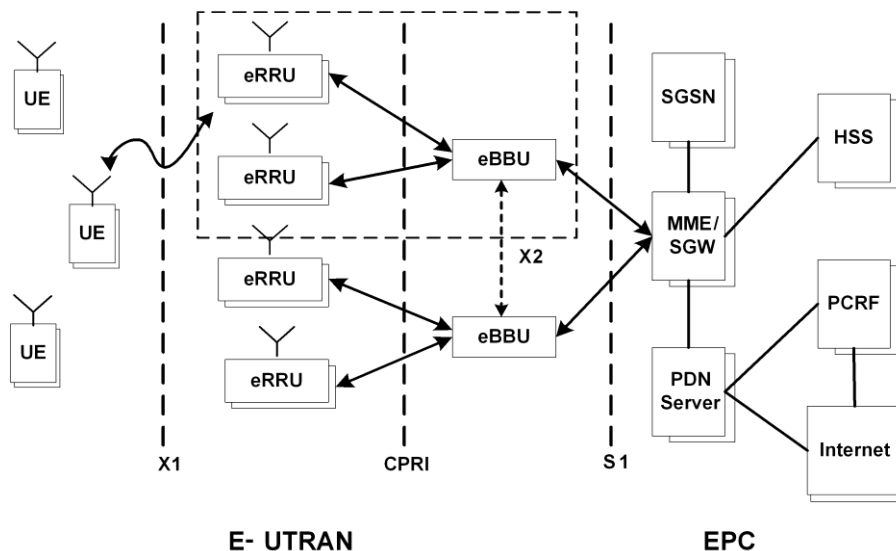 UE
UE
UE
eRRU
eRRU
eRRU
eRRU
eBBU
X2
eBBU
SGSN
HSS
MME/
SGW
PCRF
PDN
Server
Internet
X1
CPRI
S1
E- UTRAN
EPC